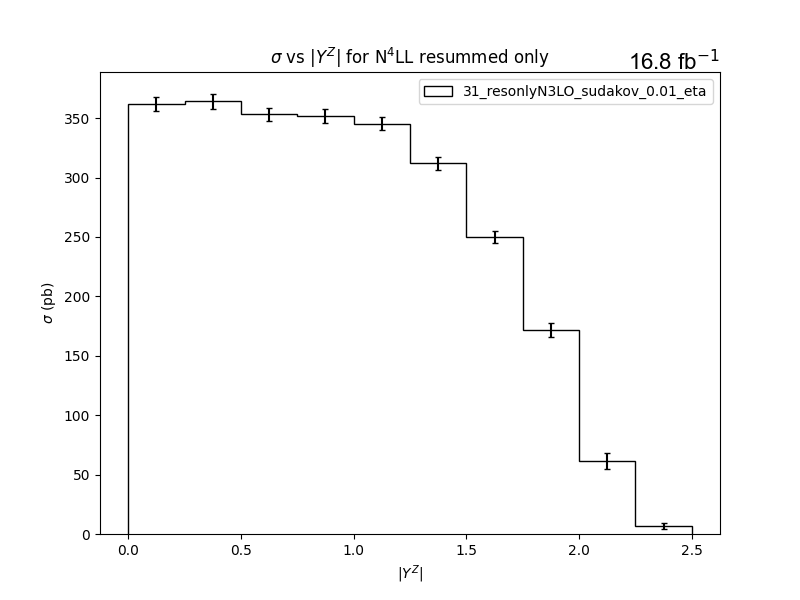 σ vs |Y^Z| for N⁴LL resummed only
16.8 fb⁻¹
31_resonlyN3LO_sudakov_0.01_eta
σ (pb)
350
300
250
200
150
100
50
0
0.0 0.5 1.0 1.5 2.0 2.5
|Y^Z|